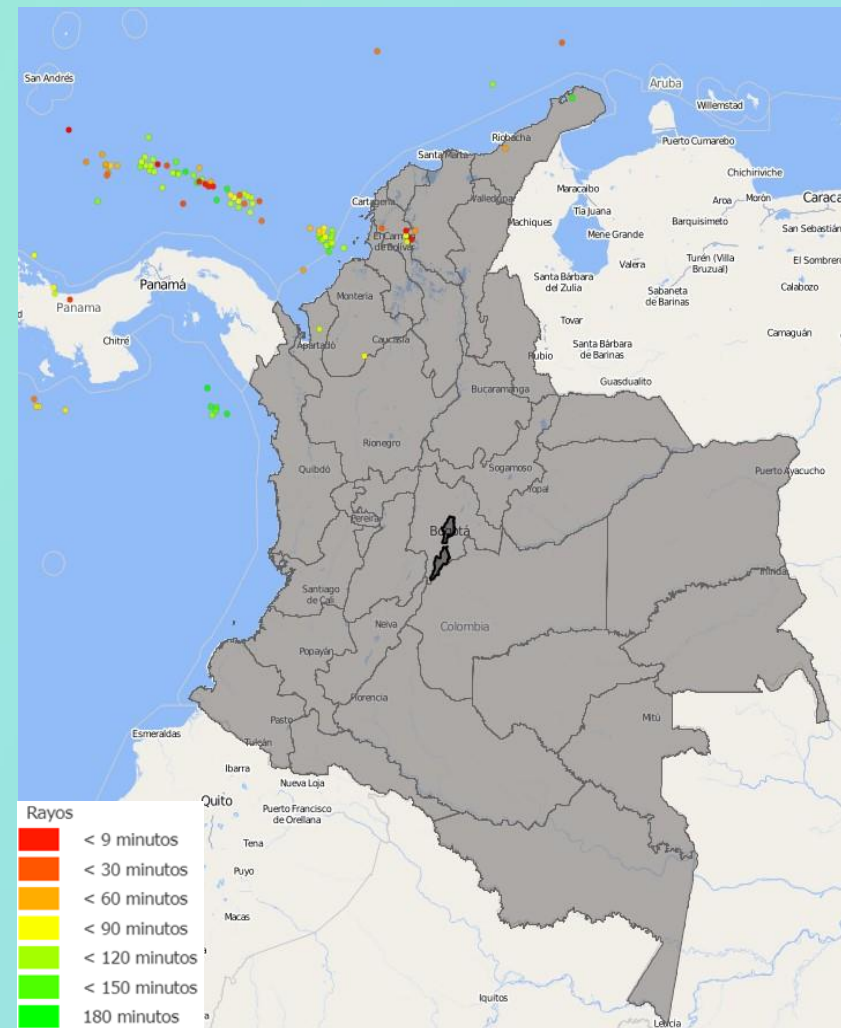 San Andrés
Aruba
Willemstad
Riohacha
Puerto Cumarebo
Santa Marta
Chichiriviche
Maracaibo
Cartagena
Valledupar
Tia Juana
Aroa
Morón
Caraca
Machiques
Barquisimeto
El Carmen
de Bolívar
Mene Grande
San Sebastián
Valera
Turén (Villa
Bruzual)
El Sombrero
Panamá
Santa Bárbara
del Zulia
Sabaneta
de Barinas
Calabozo
Montería
Panama
Tovar
Camaguán
Chitré
Apartadó
Caucasia
Santa Bárbara
de Barinas
Rubio
Guasdualito
Bucaramanga
Rionegro
Quibdó
Sogamoso
Puerto Ayacucho
Yopal
Pereira
Bogotá
Inírida
Santiago
de Cali
Neiva
Colombia
Popayán
Florencia
Mitú
Pasto
Esmeraldas
Tulcán
Ibarra
Nueva Loja
Quito
Puerto Francisco
de Orellana
Tena
Puyo
Macas
Iquitos
Leticia
Rayos
< 9 minutos
< 30 minutos
< 60 minutos
< 90 minutos
< 120 minutos
< 150 minutos
180 minutos